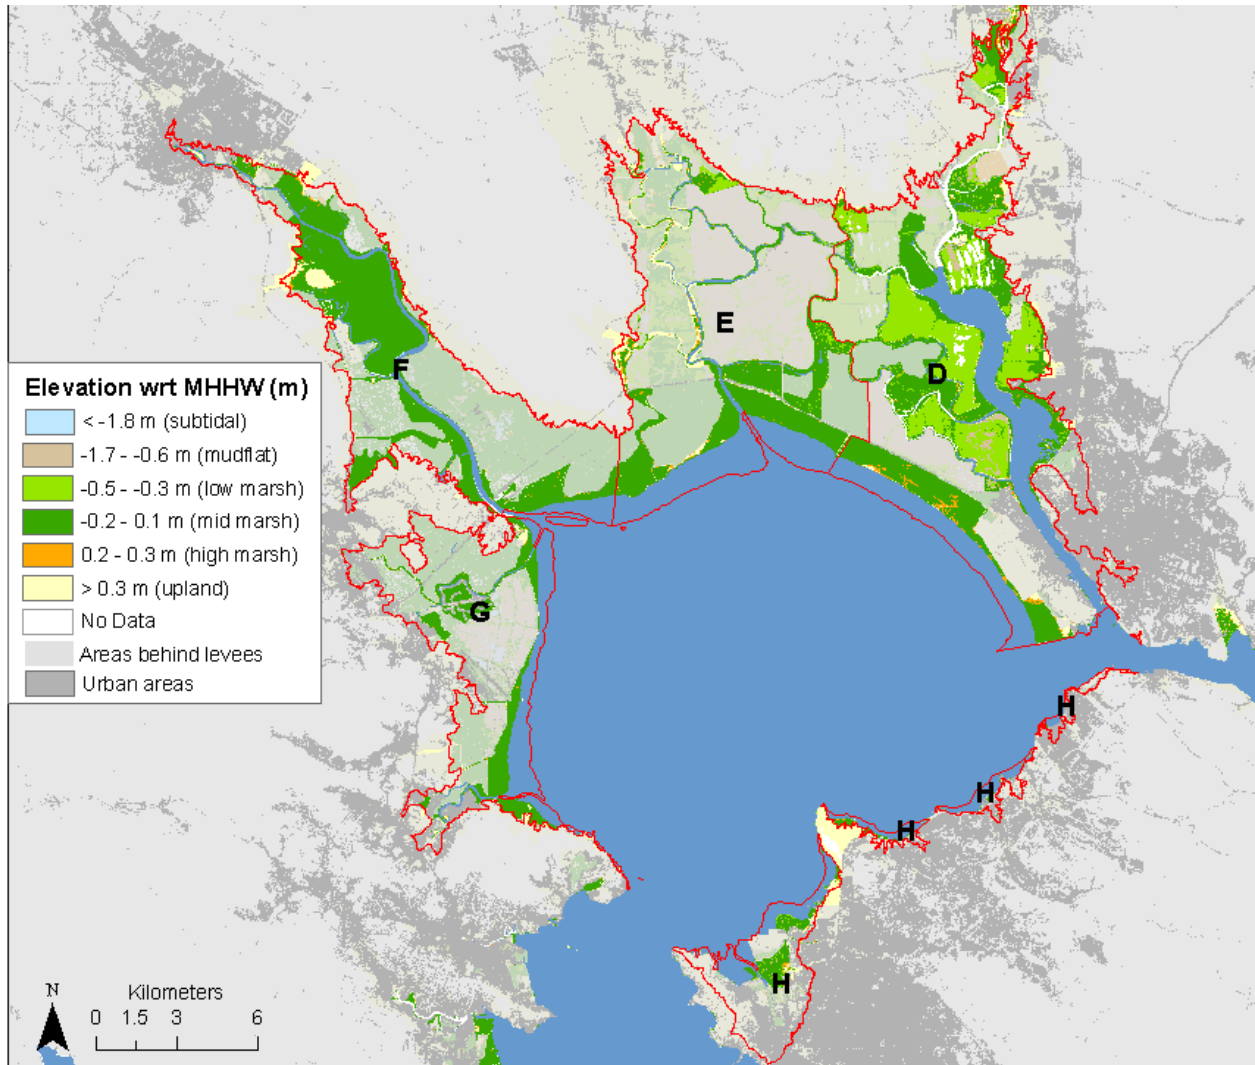 E
D
F
Elevation wrt MHHW (m)
< -1.8 m (subtidal)
-1.7 - -0.6 m (mudflat)
-0.5 - -0.3 m (low marsh)
-0.2 - 0.1 m (mid marsh)
0.2 - 0.3 m (high marsh)
> 0.3 m (upland)
No Data
Areas behind levees
Urban areas
G
H
H
H
H
N
Kilometers
0 1.5 3 6